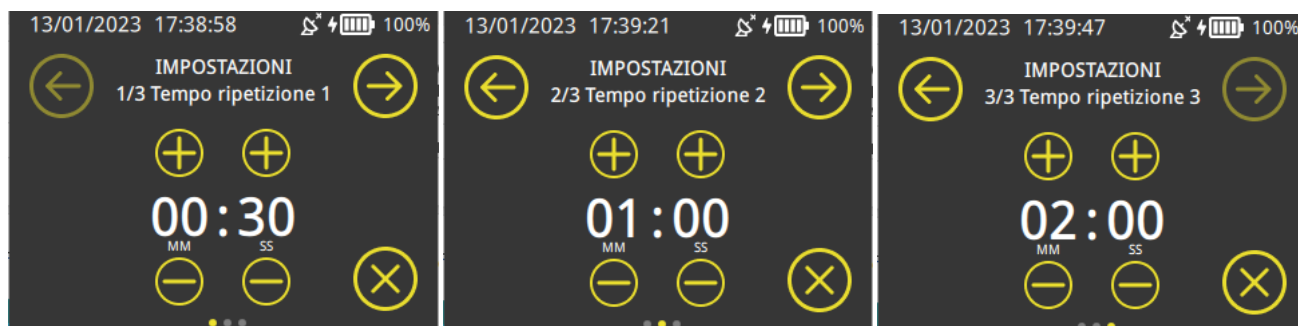 13/01/2023 17:38:58 100%
IMPOSTAZIONI
1/3 Tempo ripetizione 1
00:30
MM SS
13/01/2023 17:39:21 100%
IMPOSTAZIONI
2/3 Tempo ripetizione 2
01:00
MM SS
13/01/2023 17:39:47 100%
IMPOSTAZIONI
3/3 Tempo ripetizione 3
02:00
MM SS